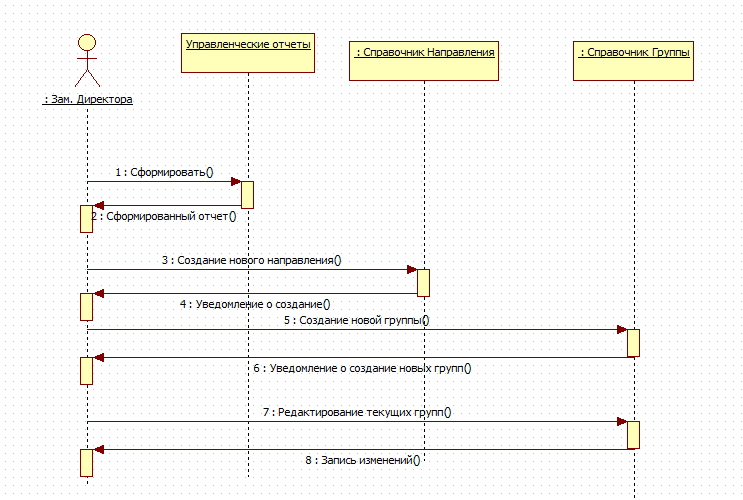 Управленческие отчеты
: Справочник Направления
: Справочник Группы
: Зам. Директора
1 : Сформировать()
2 : Сформированный отчет()
3 : Создание нового направления()
4 : Уведомление о создание()
5 : Создание новой группы()
6 : Уведомление о создание новых групп()
7 : Редактирование текущих групп()
8 : Запись изменений()